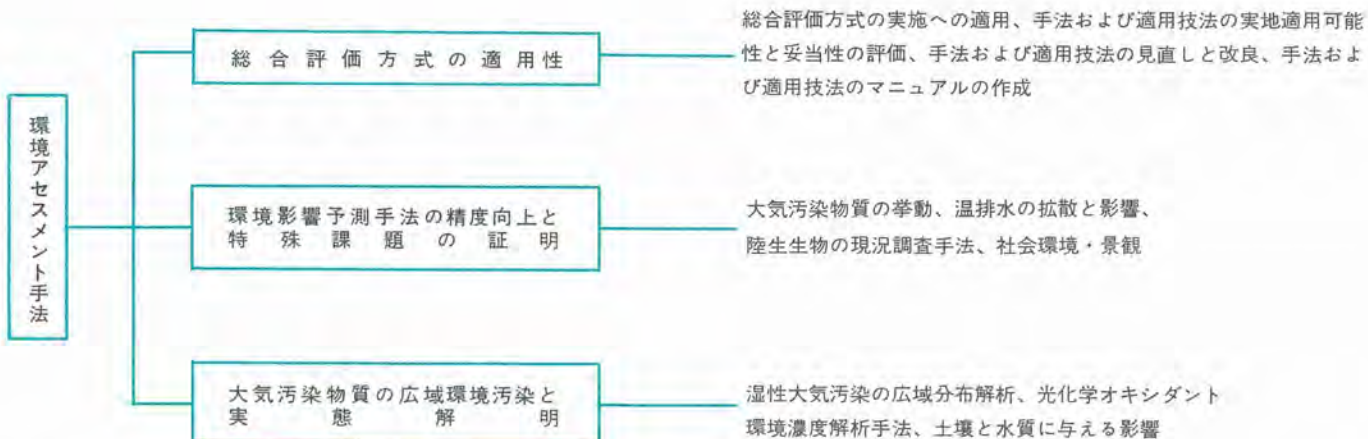 環境アセスメント手法
総合評価方式の適用性
総合評価方式の実施への適用、手法および適用技法の実地適用可能
性と妥当性の評価、手法および適用技法の見直しと改良、手法およ
び適用技法のマニュアルの作成
環境影響予測手法の精度向上と
特殊課題の証明
大気汚染物質の挙動、温排水の拡散と影響、
陸生生物の現況調査手法、社会環境・景観
大気汚染物質の広域環境汚染と
実態解明
湿性大気汚染の広域分布解析、光化学オキシダント
環境濃度解析手法、土壌と水質に与える影響